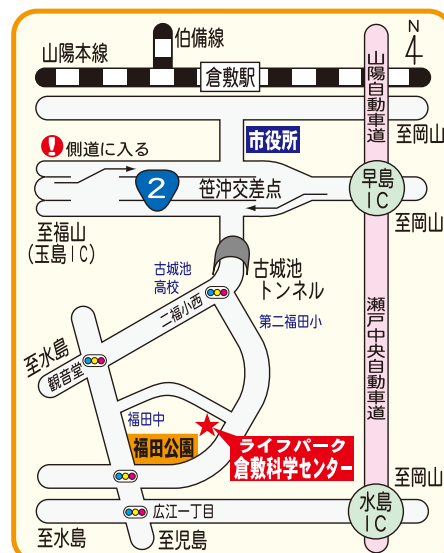 伯備線
山陽本線
倉敷駅
N
山陽自動車道
至岡山
市役所
側道に入る
2
笹沖交差点
早島
IC
至岡山
至福山
(玉島IC)
古城池
高校
古城池
トンネル
二福小西
第二福田小
瀬戸中央自動車道
至水島
観音堂
福田中
福田公園
ライフパーク
倉敷科学センター
至岡山
広江一丁目
水島
IC
至水島
至児島